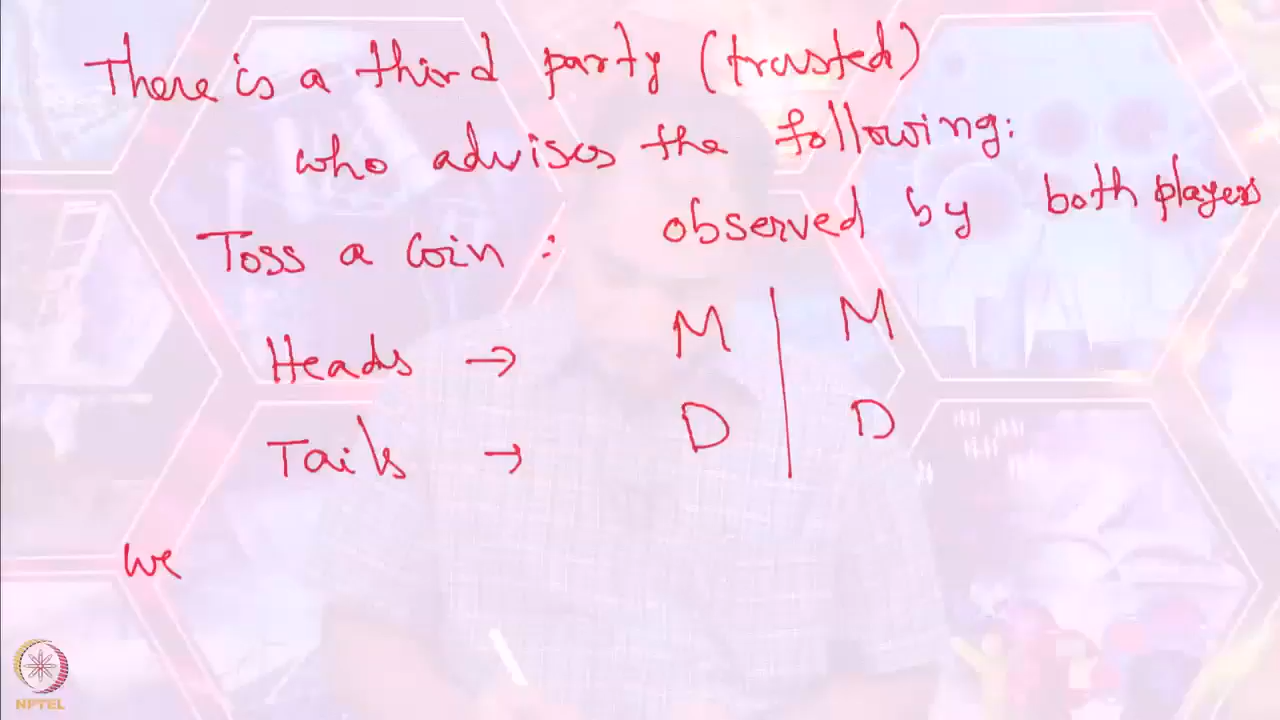 There is a third party (trusted)
who advises the following:
Toss a coin : observed by both players
Heads → M | M
Tails → D | D
we
NPTEL